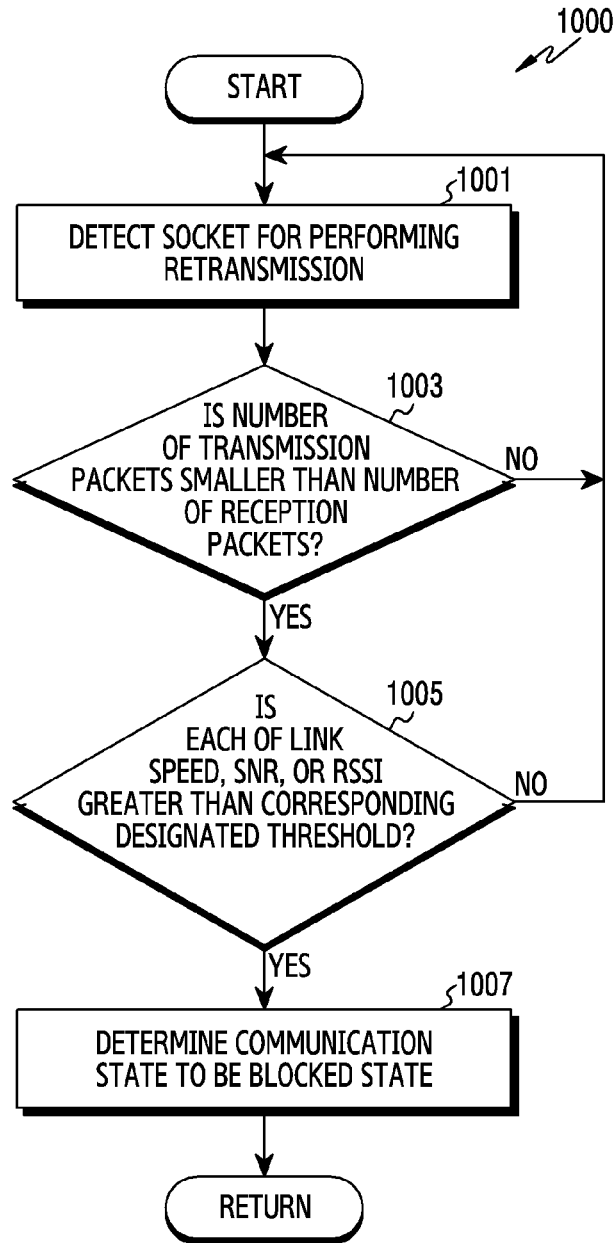 1000
START
1001
DETECT SOCKET FOR PERFORMING
RETRANSMISSION
1003
IS NUMBER
OF TRANSMISSION
PACKETS SMALLER THAN NUMBER
OF RECEPTION
PACKETS?
NO
YES
1005
IS
EACH OF LINK
SPEED, SNR, OR RSSI
GREATER THAN CORRESPONDING
DESIGNATED THRESHOLD?
NO
YES
1007
DETERMINE COMMUNICATION
STATE TO BE BLOCKED STATE
RETURN